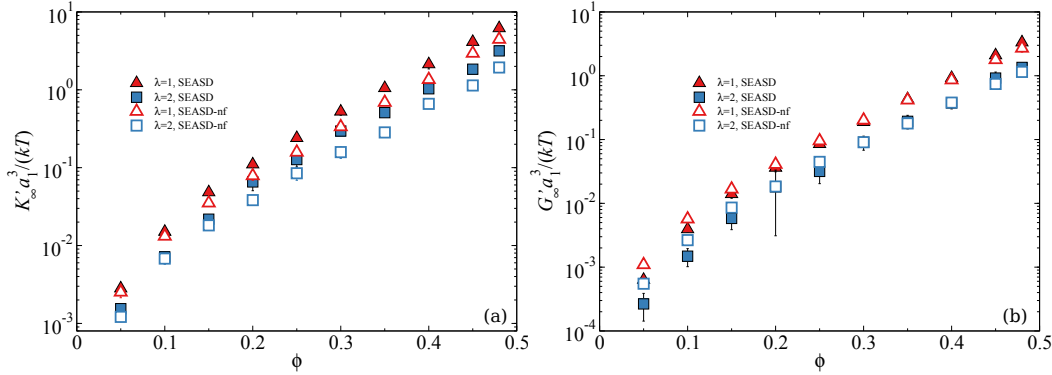 K'∞ a₁³/(kT)
10¹
10⁰
10⁻¹
10⁻²
10⁻³
λ=1, SEASD
λ=2, SEASD
λ=1, SEASD-nf
λ=2, SEASD-nf
(a)
0 0.1 0.2 0.3 0.4 0.5
ϕ
G'∞ a₁³/(kT)
10¹
10⁰
10⁻¹
10⁻²
10⁻³
10⁻⁴
λ=1, SEASD
λ=2, SEASD
λ=1, SEASD-nf
λ=2, SEASD-nf
(b)
0 0.1 0.2 0.3 0.4 0.5
ϕ